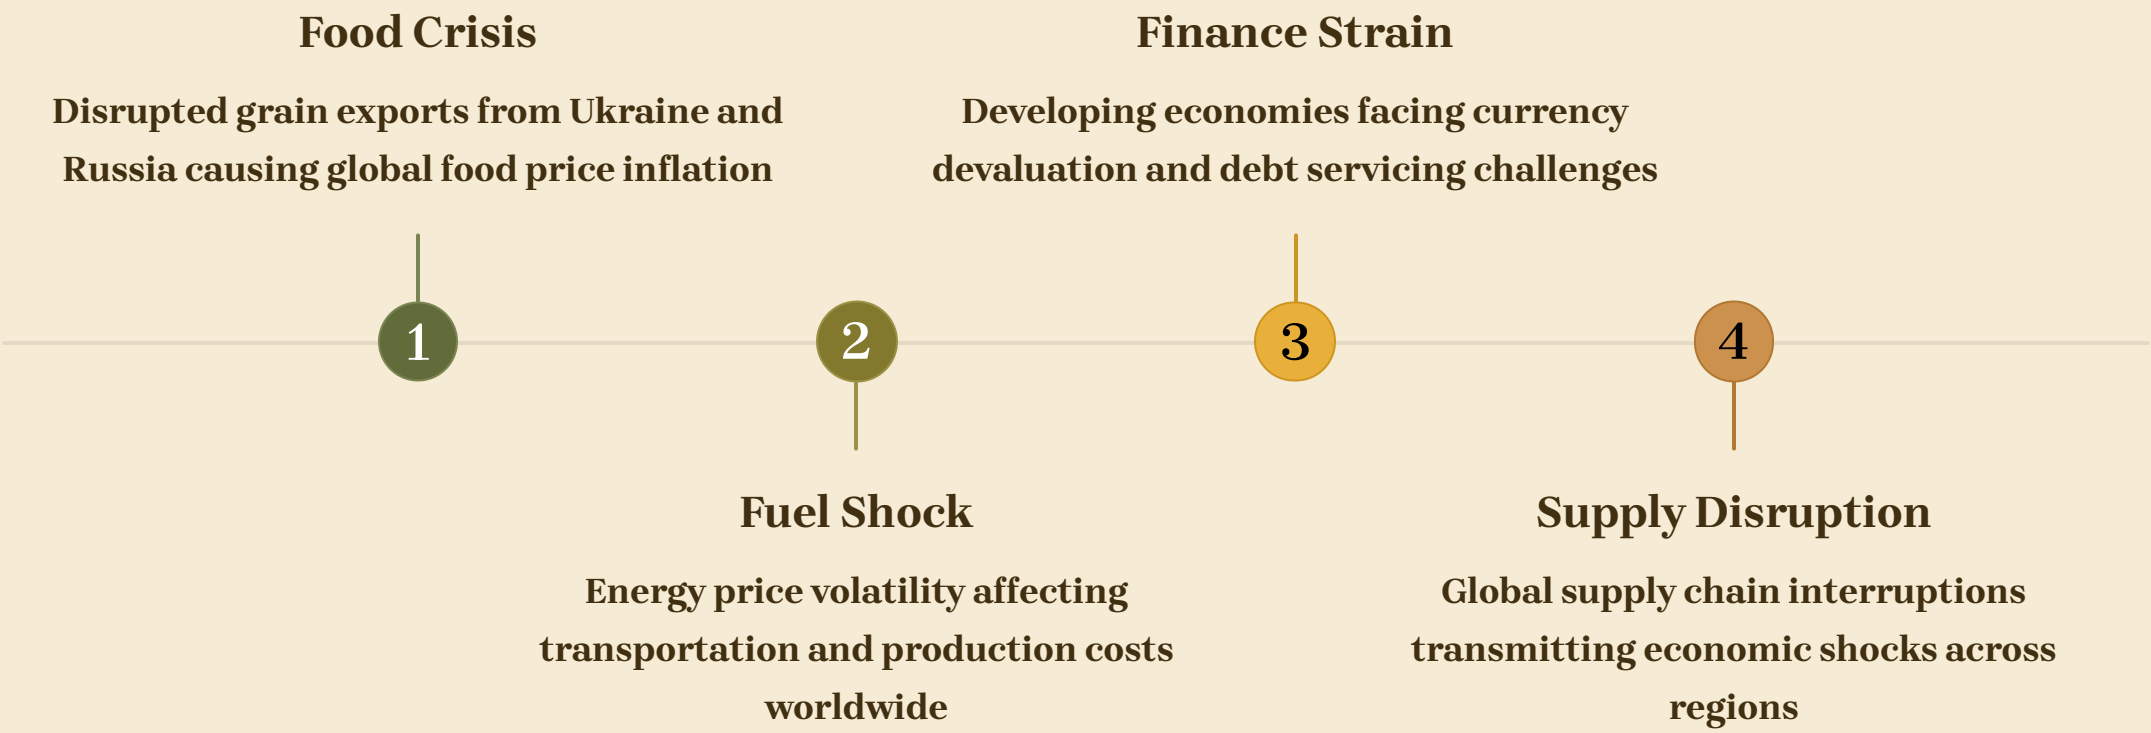 Food Crisis
Disrupted grain exports from Ukraine and
Russia causing global food price inflation
1
2
Fuel Shock
Energy price volatility affecting
transportation and production costs
worldwide
Finance Strain
Developing economies facing currency
devaluation and debt servicing challenges
3
4
Supply Disruption
Global supply chain interruptions
transmitting economic shocks across
regions